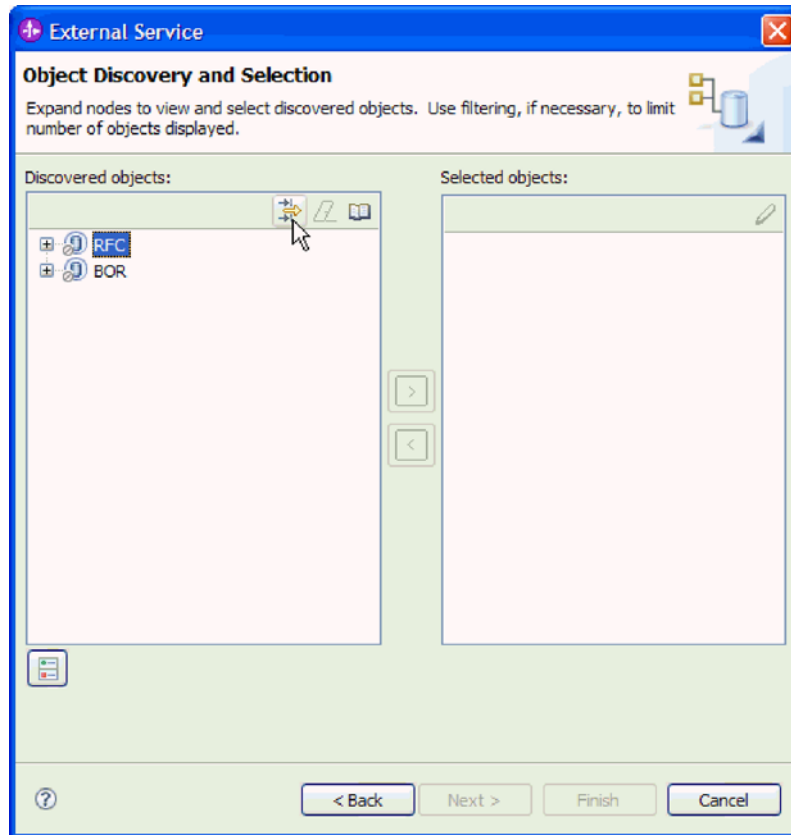 External Service
Object Discovery and Selection
Expand nodes to view and select discovered objects. Use filtering, if necessary, to limit
number of objects displayed.
Discovered objects:
Selected objects:
RFC
BOR
>
<
?
< Back
Next >
Finish
Cancel